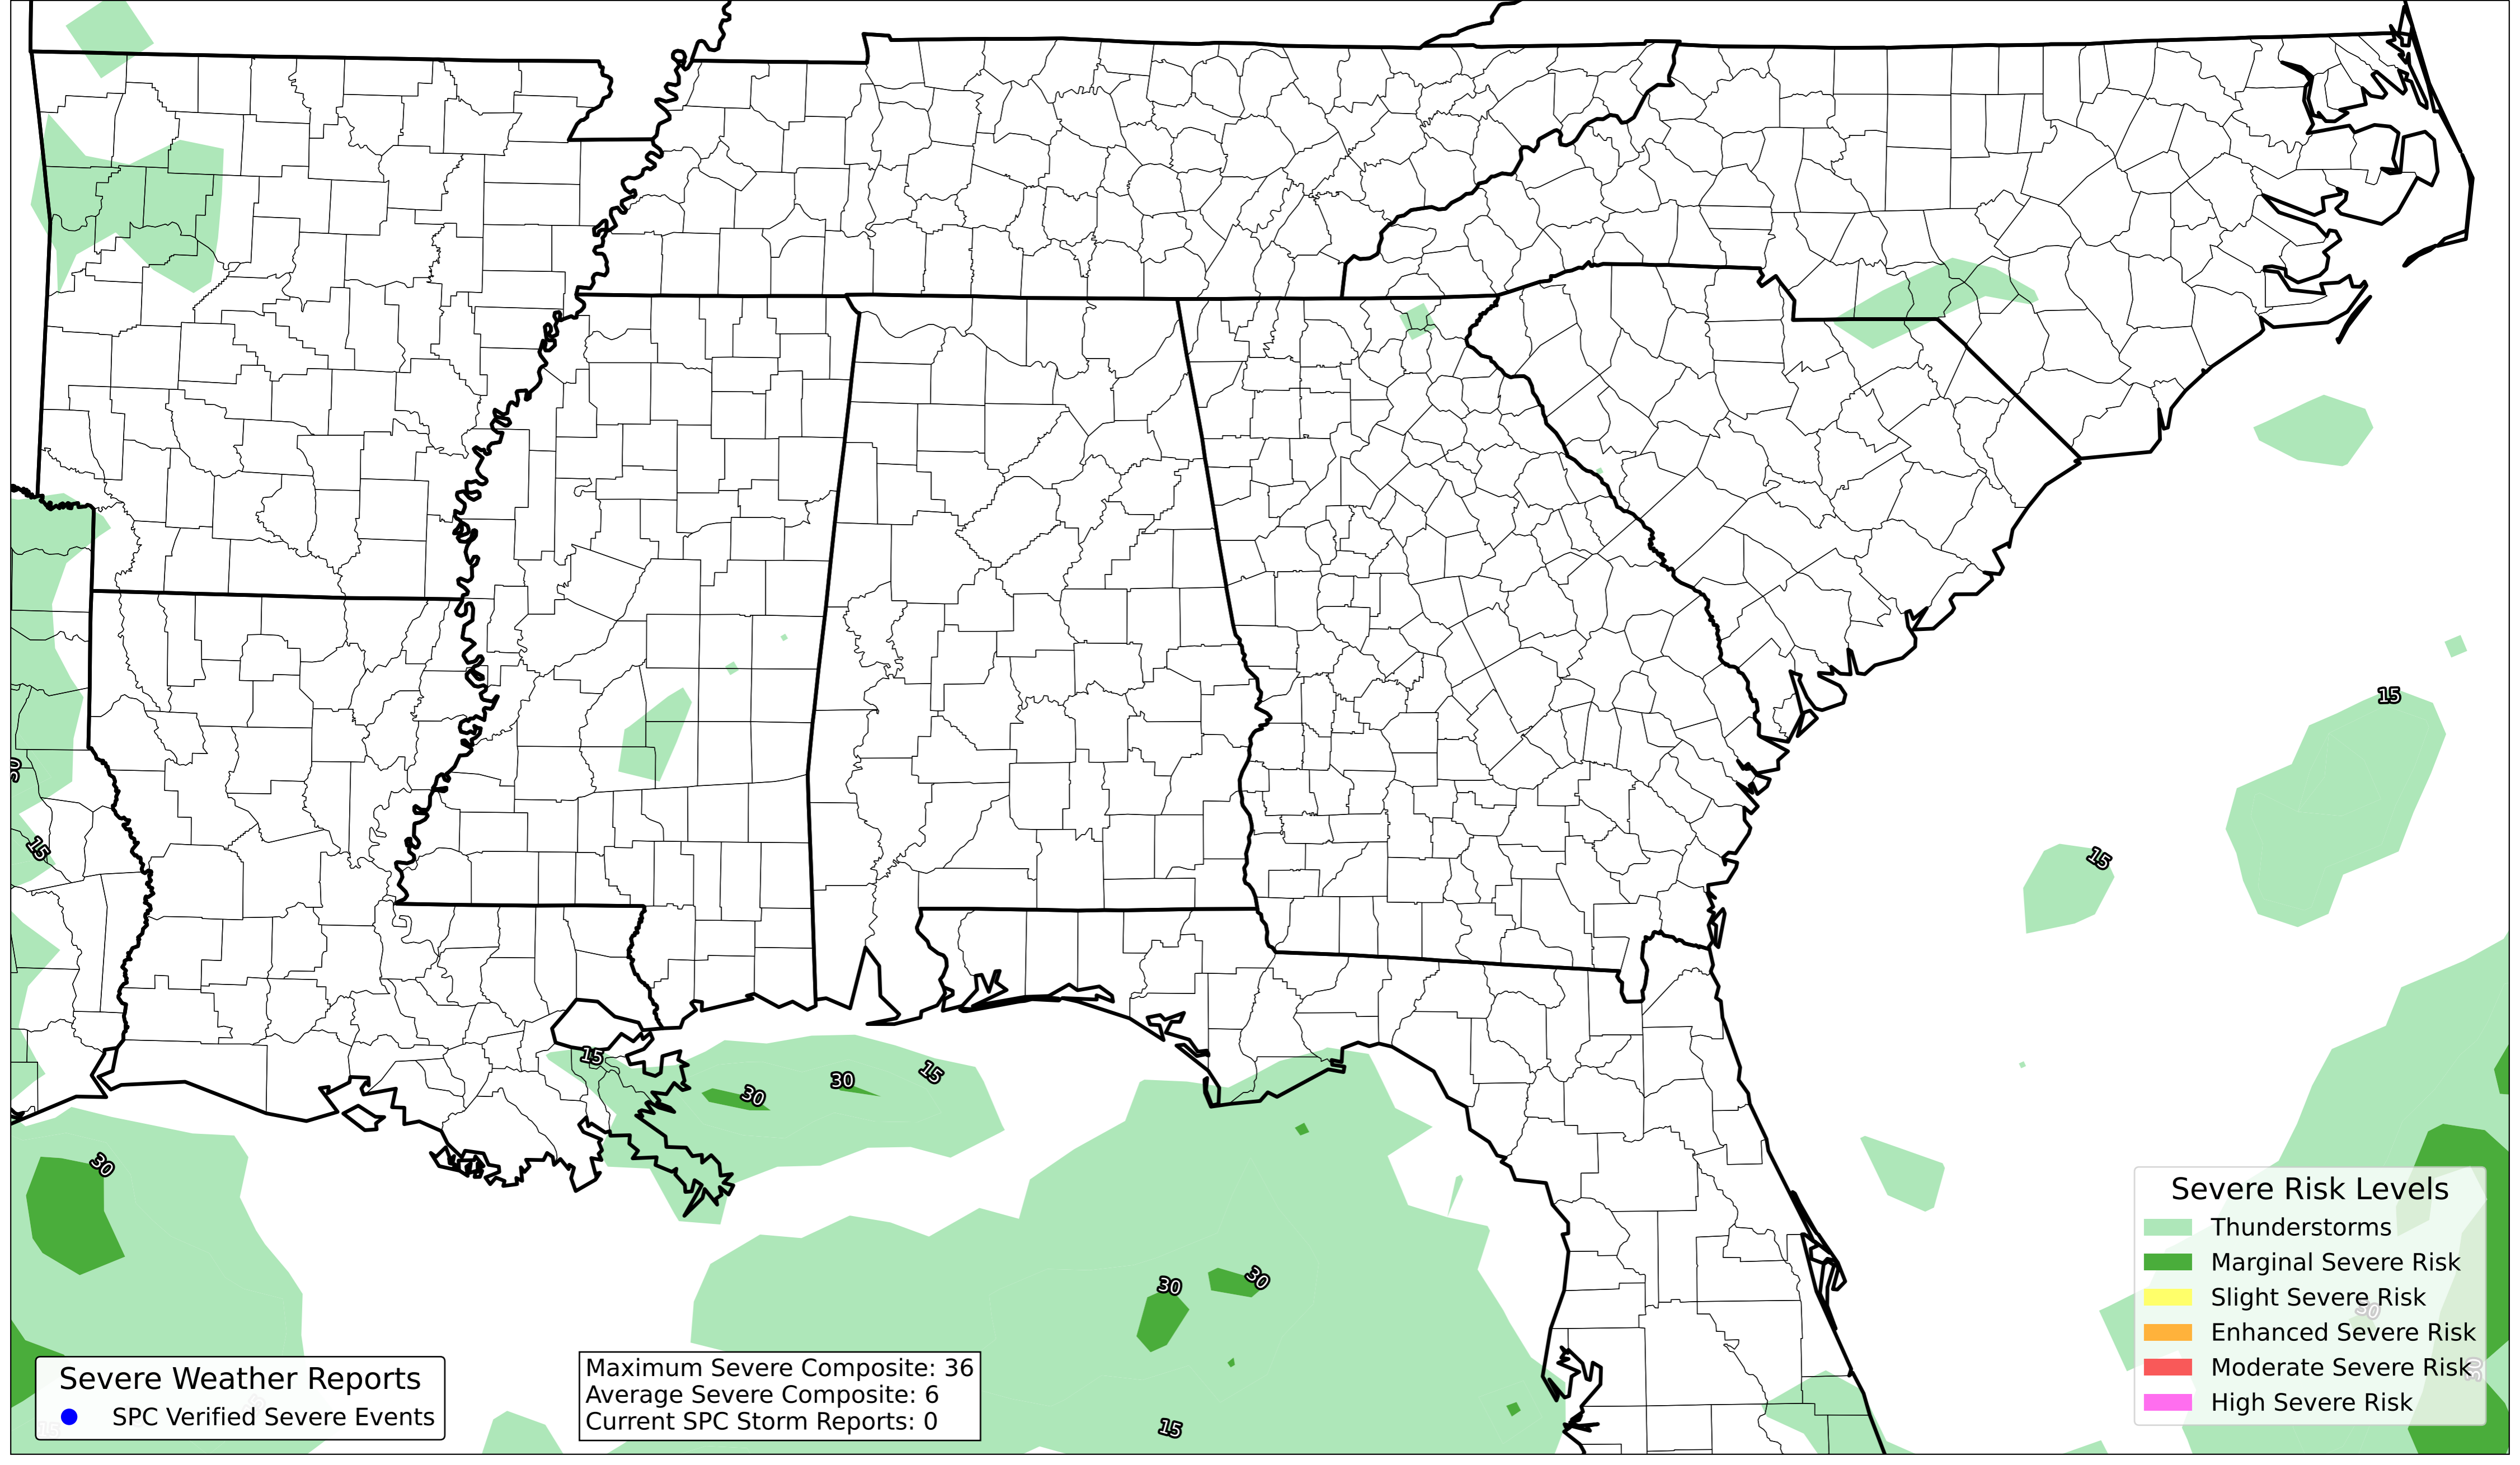 15
15
30
15
15
30
30
15
30
30
30
15
Severe Weather Reports
SPC Verified Severe Events
Maximum Severe Composite: 36
Average Severe Composite: 6
Current SPC Storm Reports: 0
Severe Risk Levels
Thunderstorms
Marginal Severe Risk
Slight Severe Risk
Enhanced Severe Risk
Moderate Severe Risk
High Severe Risk
30
15